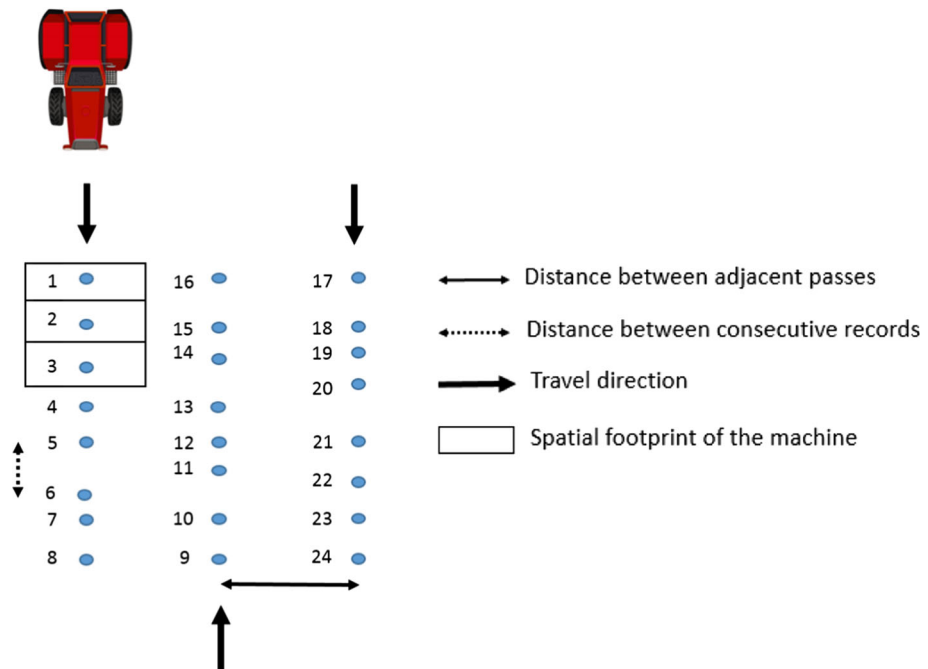 1 16 17 Distance between adjacent passes
2 15 18 Distance between consecutive records
3 14 19
20 Travel direction
4 13
5 12 21 Spatial footprint of the machine
11
6 22
7 10 23
8 9 24